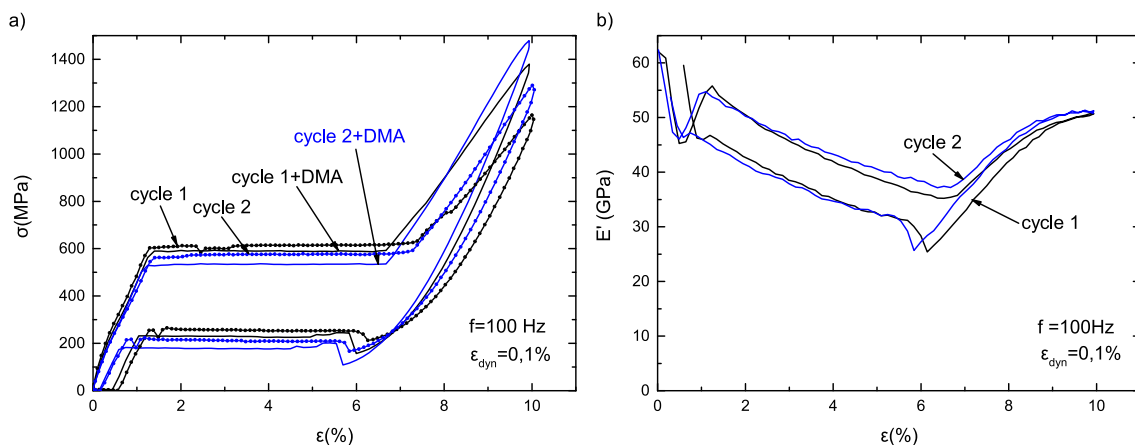 a)
1400
1200
1000
800
600
400
200
0
σ(MPa)
cycle 2+DMA
cycle 1+DMA
cycle 1
cycle 2
f=100 Hz
ε_dyn=0,1%
0 2 4 6 8 10
ε(%)
b)
60
50
40
30
20
10
0
E' (GPa)
cycle 2
cycle 1
f =100Hz
ε_dyn=0,1%
0 2 4 6 8 10
ε(%)